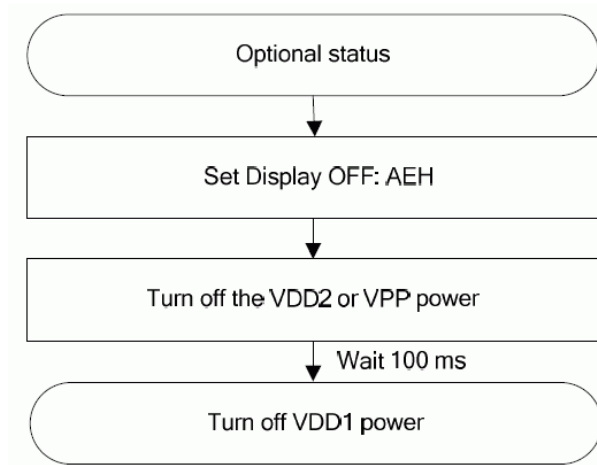 Optional status
Set Display OFF: AEH
Turn off the VDD2 or VPP power
Wait 100 ms
Turn off VDD1 power